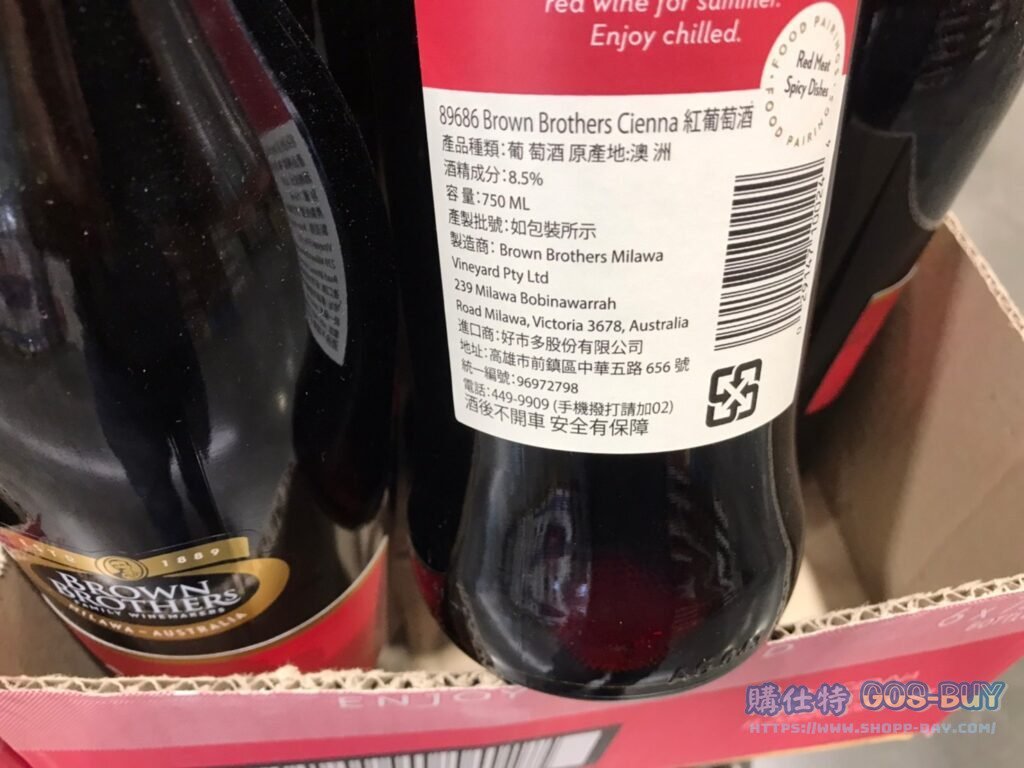 red wine for summer.
Enjoy chilled.
FOOD PAIRINGS
Red Meat
Spicy Dishes
FOOD PAIRINGS
89686 Brown Brothers Cienna 紅葡萄酒
產品種類:葡 萄酒 原產地:澳 洲
酒精成分:8.5%
容 量:750 ML
產製批號:如包裝所示
製造商: Brown Brothers Milawa
Vineyard Pty Ltd
239 Milawa Bobinawarrah
Road Milawa, Victoria 3678, Australia
進口商:好市多股份有限公司
地址:高雄市前鎮區中華五路 656 號
統一編號:96972798
電話:449-9909 (手機撥打請加02)
酒後不開車 安全有保障
1889
BROWN
BROTHERS
FAMILY WINEMAKERS
MILAWA - AUSTRALIA
ENJOY
購仕特 GOS-BUY
HTTPS://WWW.SHOPP-BAY.COM/